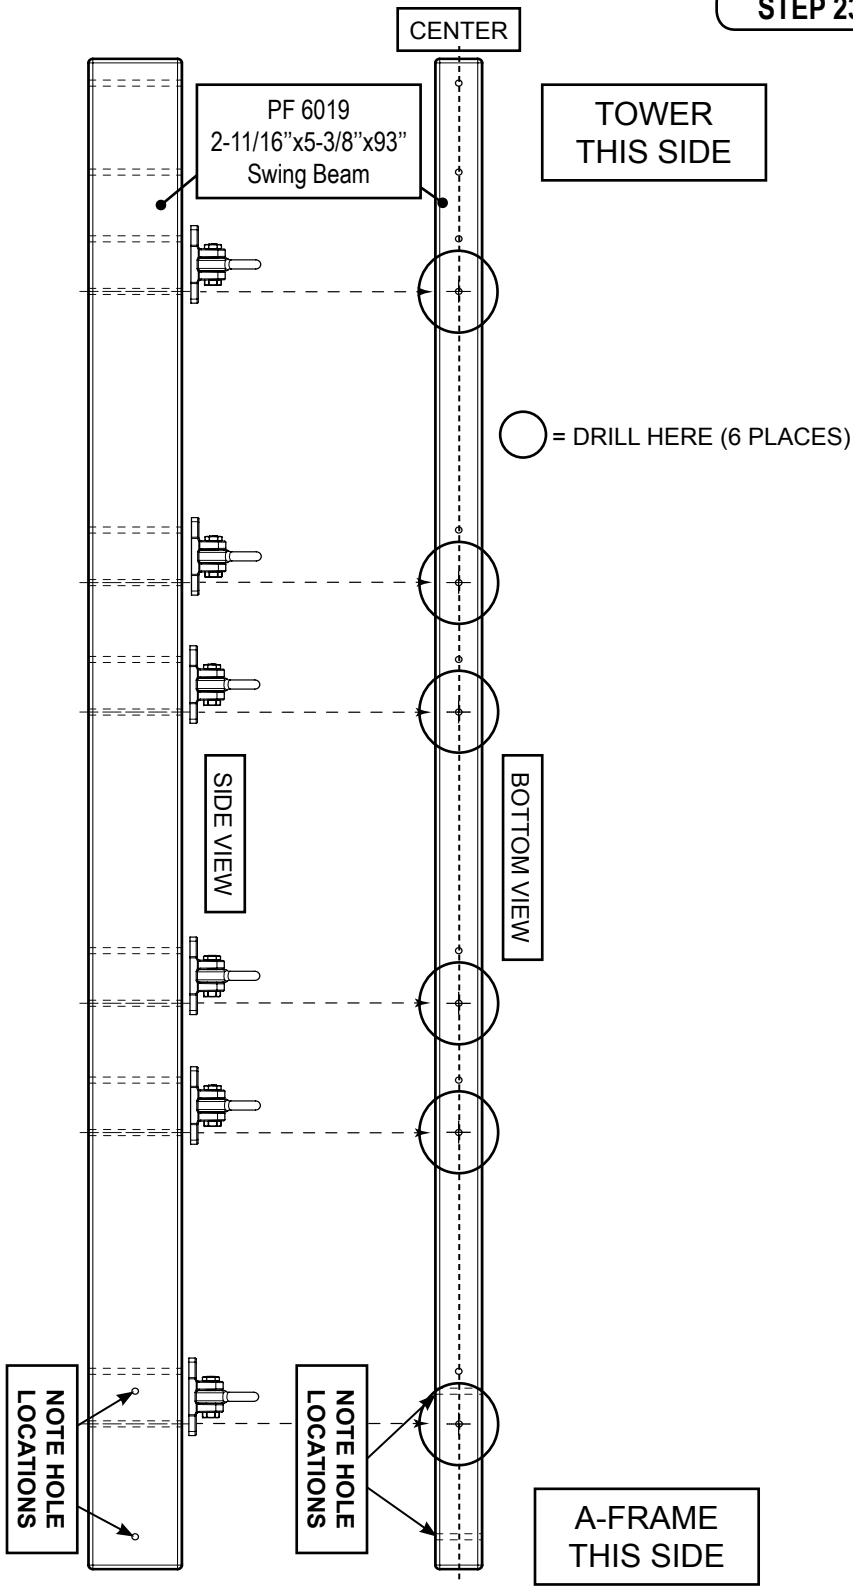 STEP 23
CENTER
PF 6019
2-11/16”x5-3/8”x93”
Swing Beam
TOWER
THIS SIDE
= DRILL HERE (6 PLACES)
SIDE VIEW
BOTTOM VIEW
NOTE HOLE
LOCATIONS
NOTE HOLE
LOCATIONS
A-FRAME
THIS SIDE